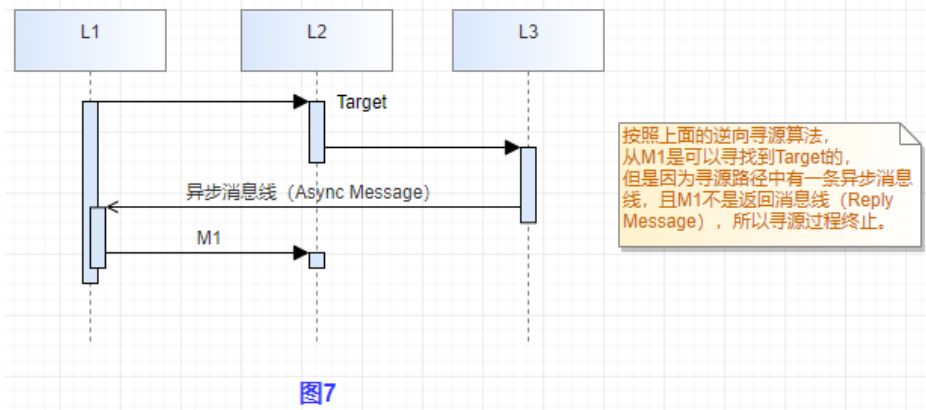 L1
L2
L3
Target
异步消息线（Async Message）
M1
按照上面的逆向寻源算法，
从M1是可以寻找到Target的，
但是因为寻源路径中有一条异步消息
线，且M1不是返回消息线（Reply
Message），所以寻源过程终止。
图7